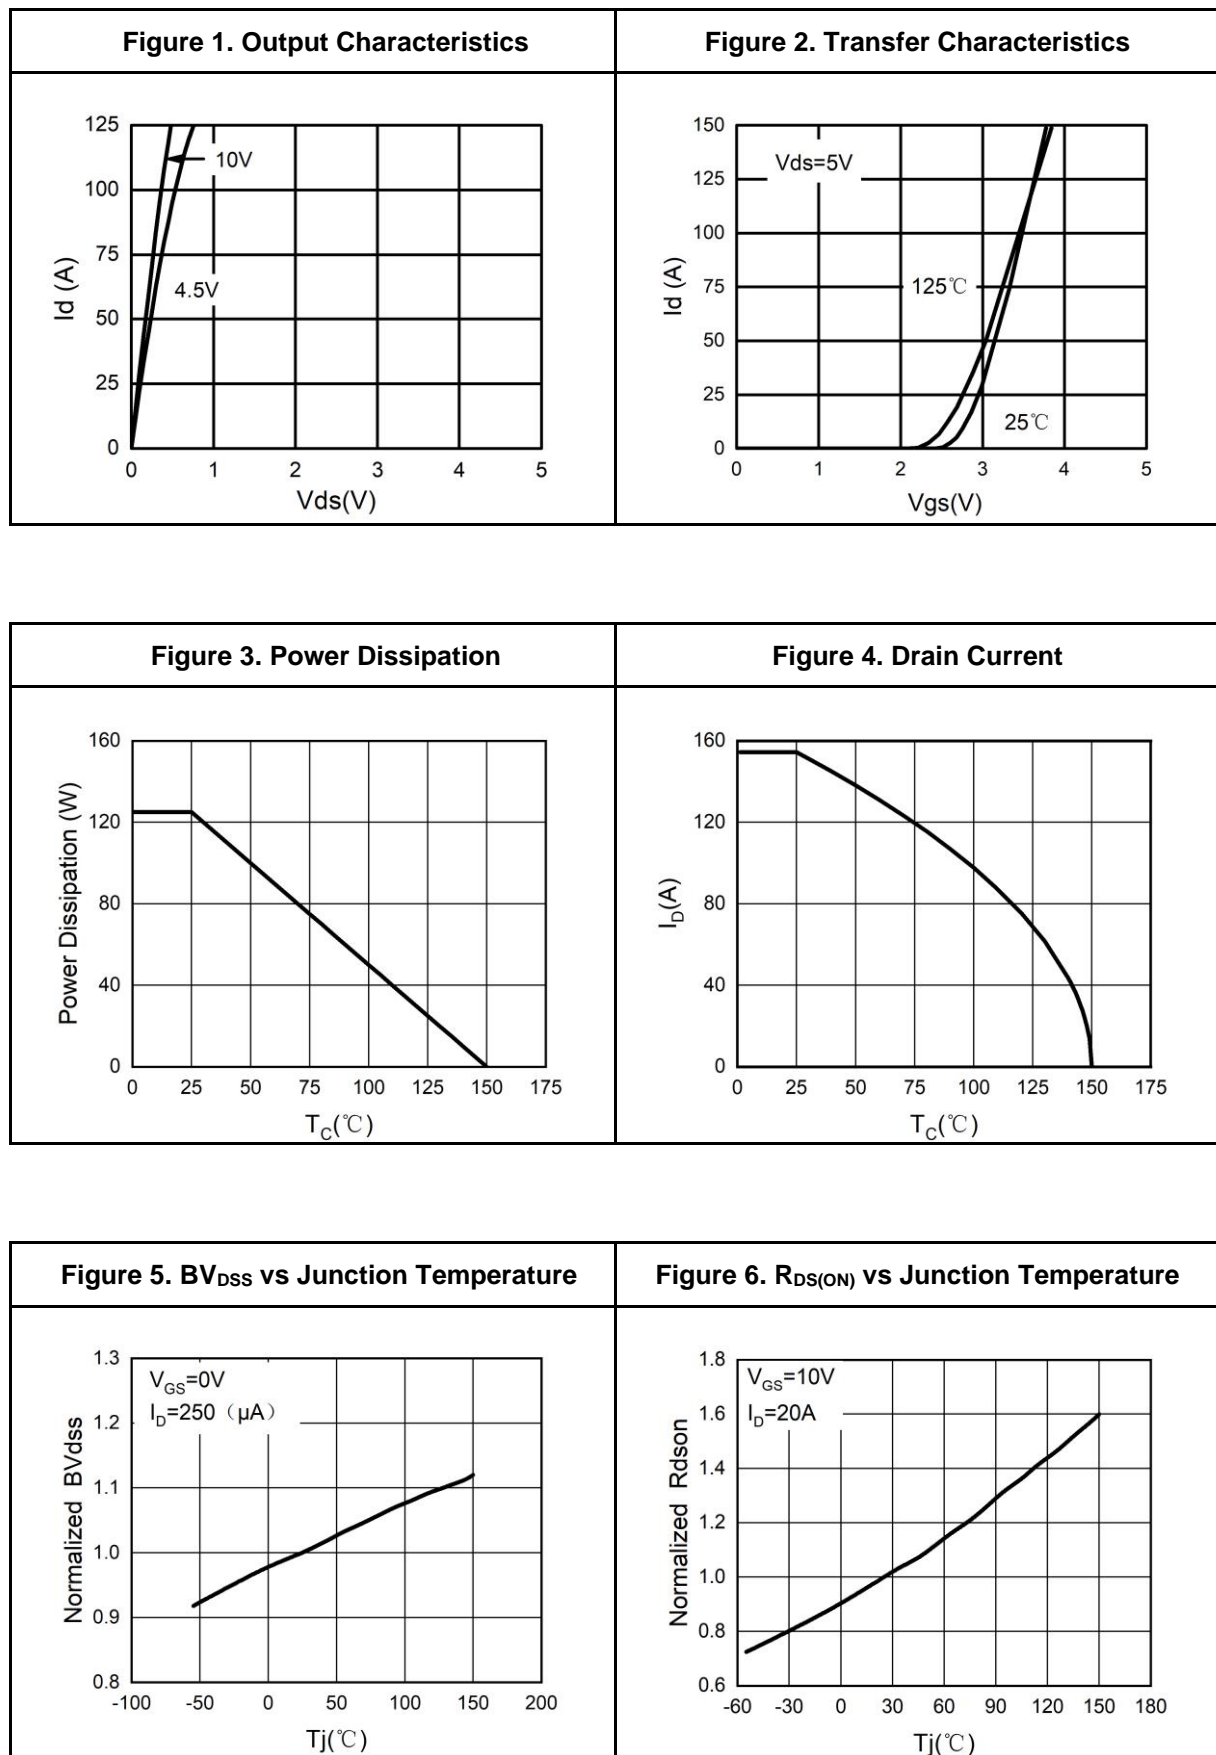 Figure 1. Output Characteristics
Figure 2. Transfer Characteristics
125
100
75
50
25
0
Id (A)
10V
4.5V
0 1 2 3 4 5
Vds(V)
150
125
100
75
50
25
0
Id (A)
Vds=5V
125℃
25℃
0 1 2 3 4 5
Vgs(V)
Figure 3. Power Dissipation
Figure 4. Drain Current
160
120
80
40
0
Power Dissipation (W)
0 25 50 75 100 125 150 175
TC(℃)
160
120
80
40
0
ID(A)
0 25 50 75 100 125 150 175
TC(℃)
Figure 5. BVDSS vs Junction Temperature
Figure 6. RDS(ON) vs Junction Temperature
1.3
1.2
1.1
1.0
0.9
0.8
Normalized BVdss
VGS=0V
ID=250（μA）
-100 -50 0 50 100 150 200
Tj(℃)
1.8
1.6
1.4
1.2
1.0
0.8
0.6
Normalized Rdson
VGS=10V
ID=20A
-60 -30 0 30 60 90 120 150 180
Tj(℃)